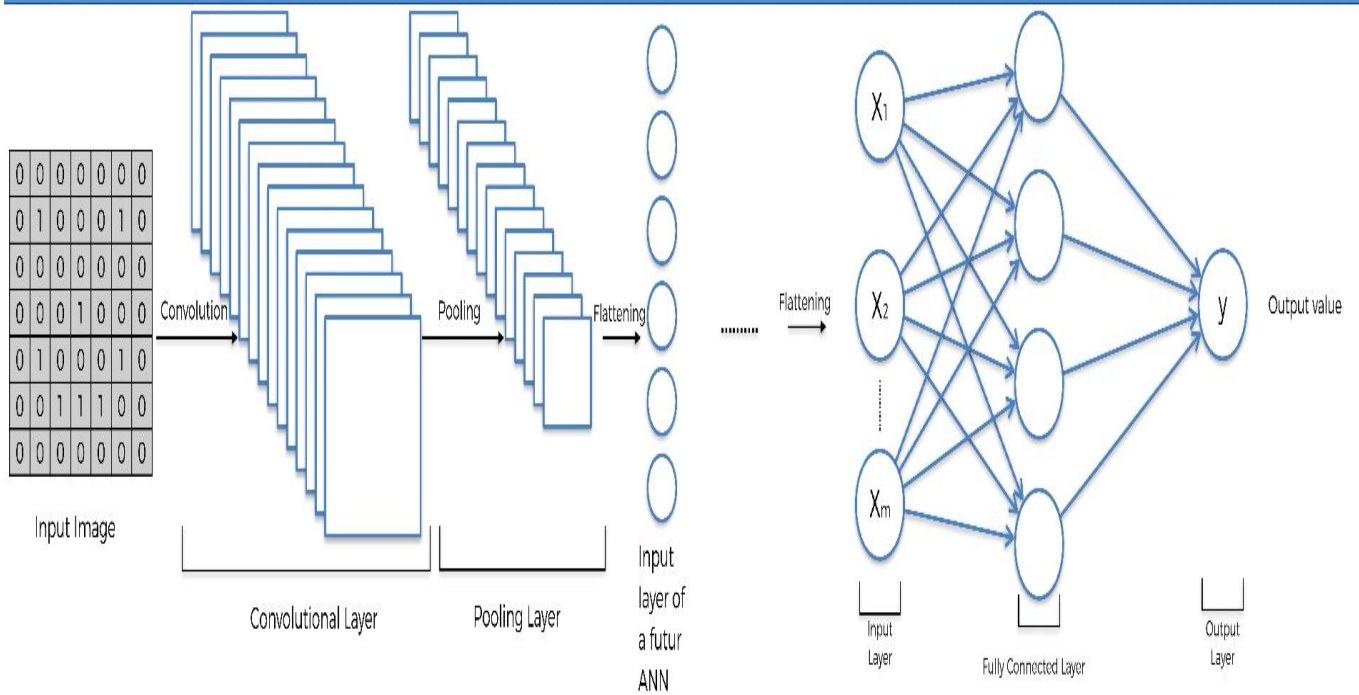 0 0 0 0 0 0 0
0 1 0 0 0 1 0
0 0 0 0 0 0 0
0 0 0 1 0 0 0
0 1 0 0 0 1 0
0 0 1 1 1 0 0
0 0 0 0 0 0 0
Input Image
Convolution
Convolutional Layer
Pooling
Pooling Layer
Flattening
Input
layer of
a futur
ANN
..........
Flattening
X1
X2
Xm
Input
Layer
Fully Connected Layer
y
Output
Layer
Output value